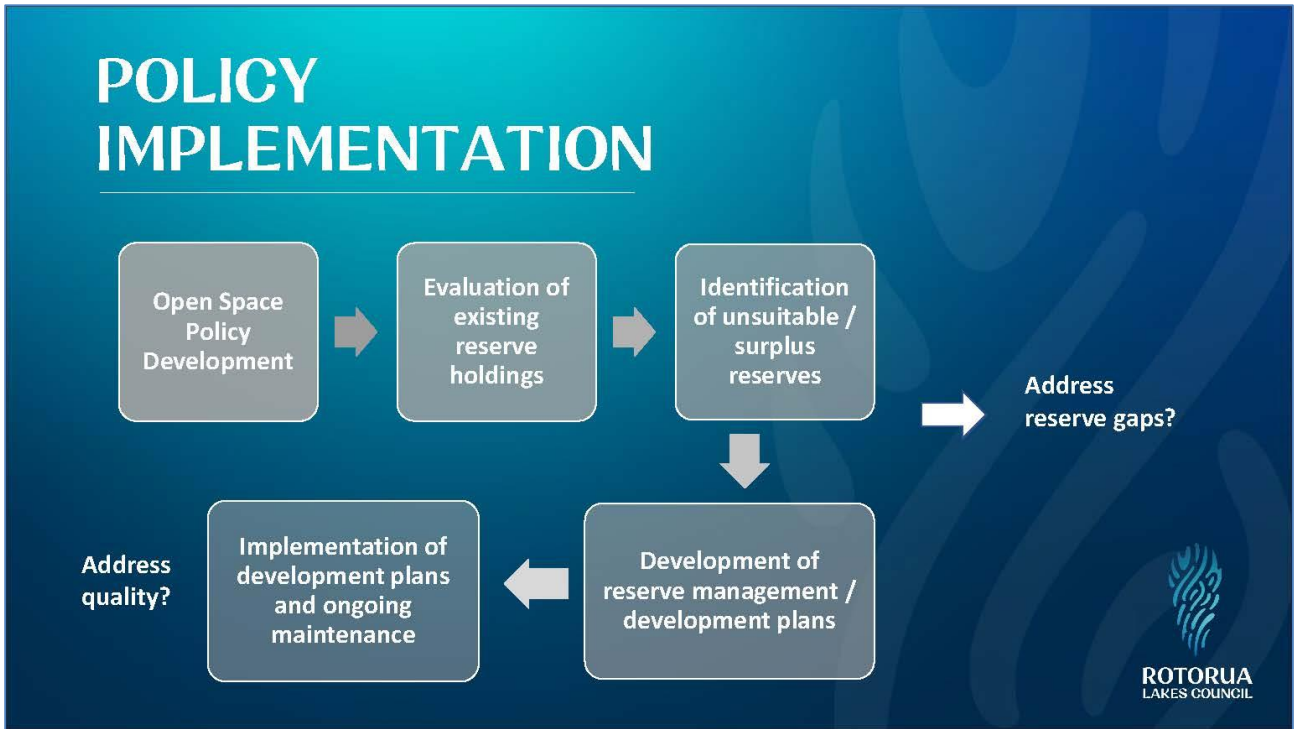 POLICY
IMPLEMENTATION
Open Space
Policy
Development
Evaluation of
existing
reserve
holdings
Identification
of unsuitable /
surplus
reserves
Address
reserve gaps?
Development of
reserve management /
development plans
Implementation of
development plans
and ongoing
maintenance
Address
quality?
ROTORUA
LAKES COUNCIL